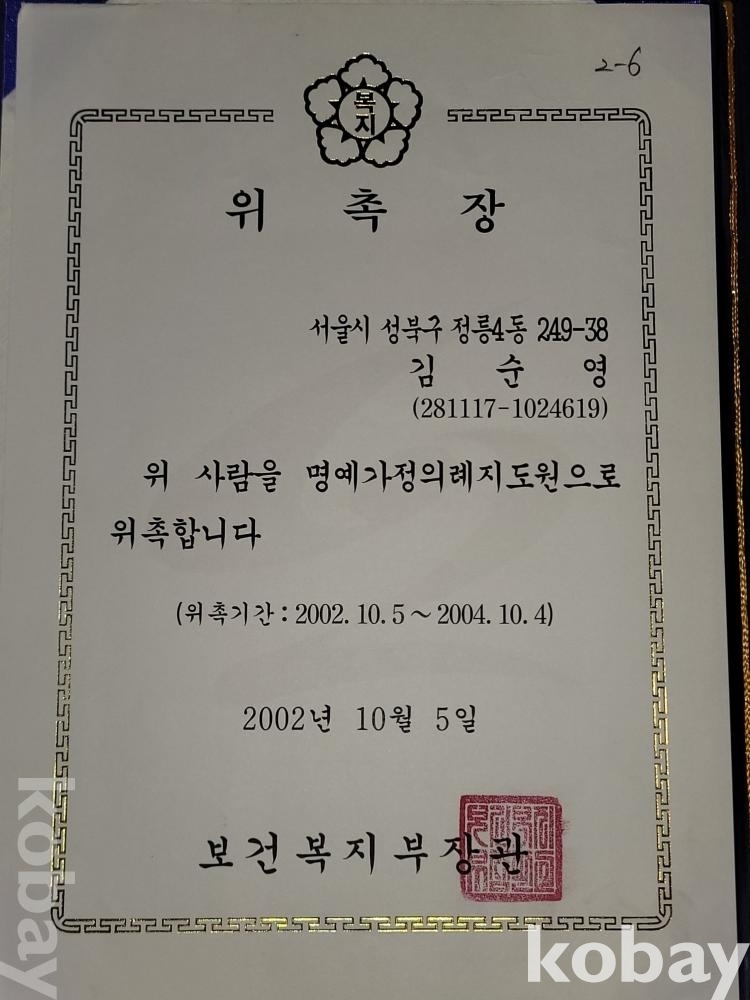 2-6
복지
위 촉 장
서울시 성북구 정릉4동 249-38
김 순 영
(281117-1024619)
위 사람을 명예가정의례지도원으로
위촉합니다
(위촉기간 : 2002. 10. 5 ~ 2004. 10. 4)
2002년 10월 5일
보건복지부장관
kobay
kobay